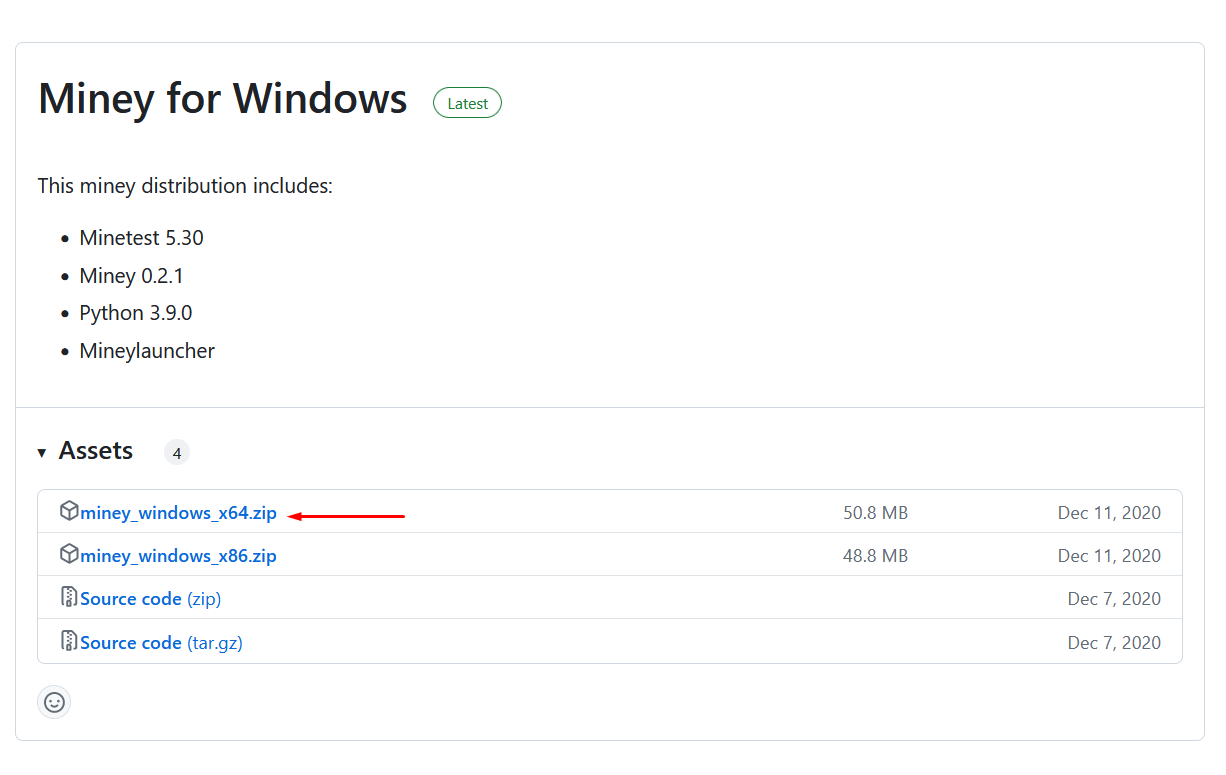 Miney for Windows Latest
This miney distribution includes:
Minetest 5.30
Miney 0.2.1
Python 3.9.0
Mineylauncher
Assets 4
miney_windows_x64.zip 50.8 MB Dec 11, 2020
miney_windows_x86.zip 48.8 MB Dec 11, 2020
Source code (zip) Dec 7, 2020
Source code (tar.gz) Dec 7, 2020